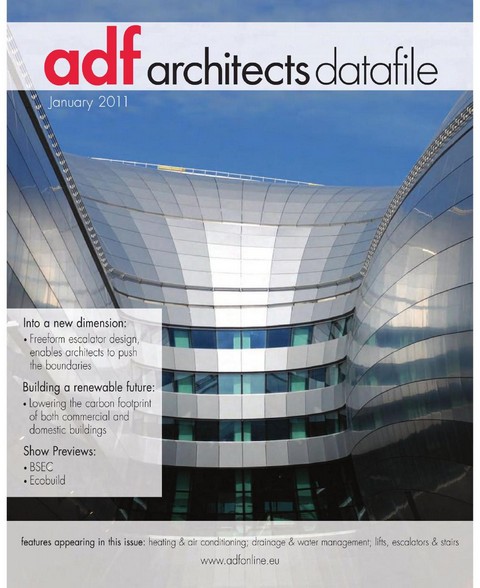 adf architects datafile
January 2011
Into a new dimension:
• Freeform escalator design,
enables architects to push
the boundaries
Building a renewable future:
• Lowering the carbon footprint
of both commercial and
domestic buildings
Show Previews:
• BSEC
• Ecobuild
features appearing in this issue: heating & air conditioning; drainage & water management; lifts, escalators & stairs
www.adfanline.eu